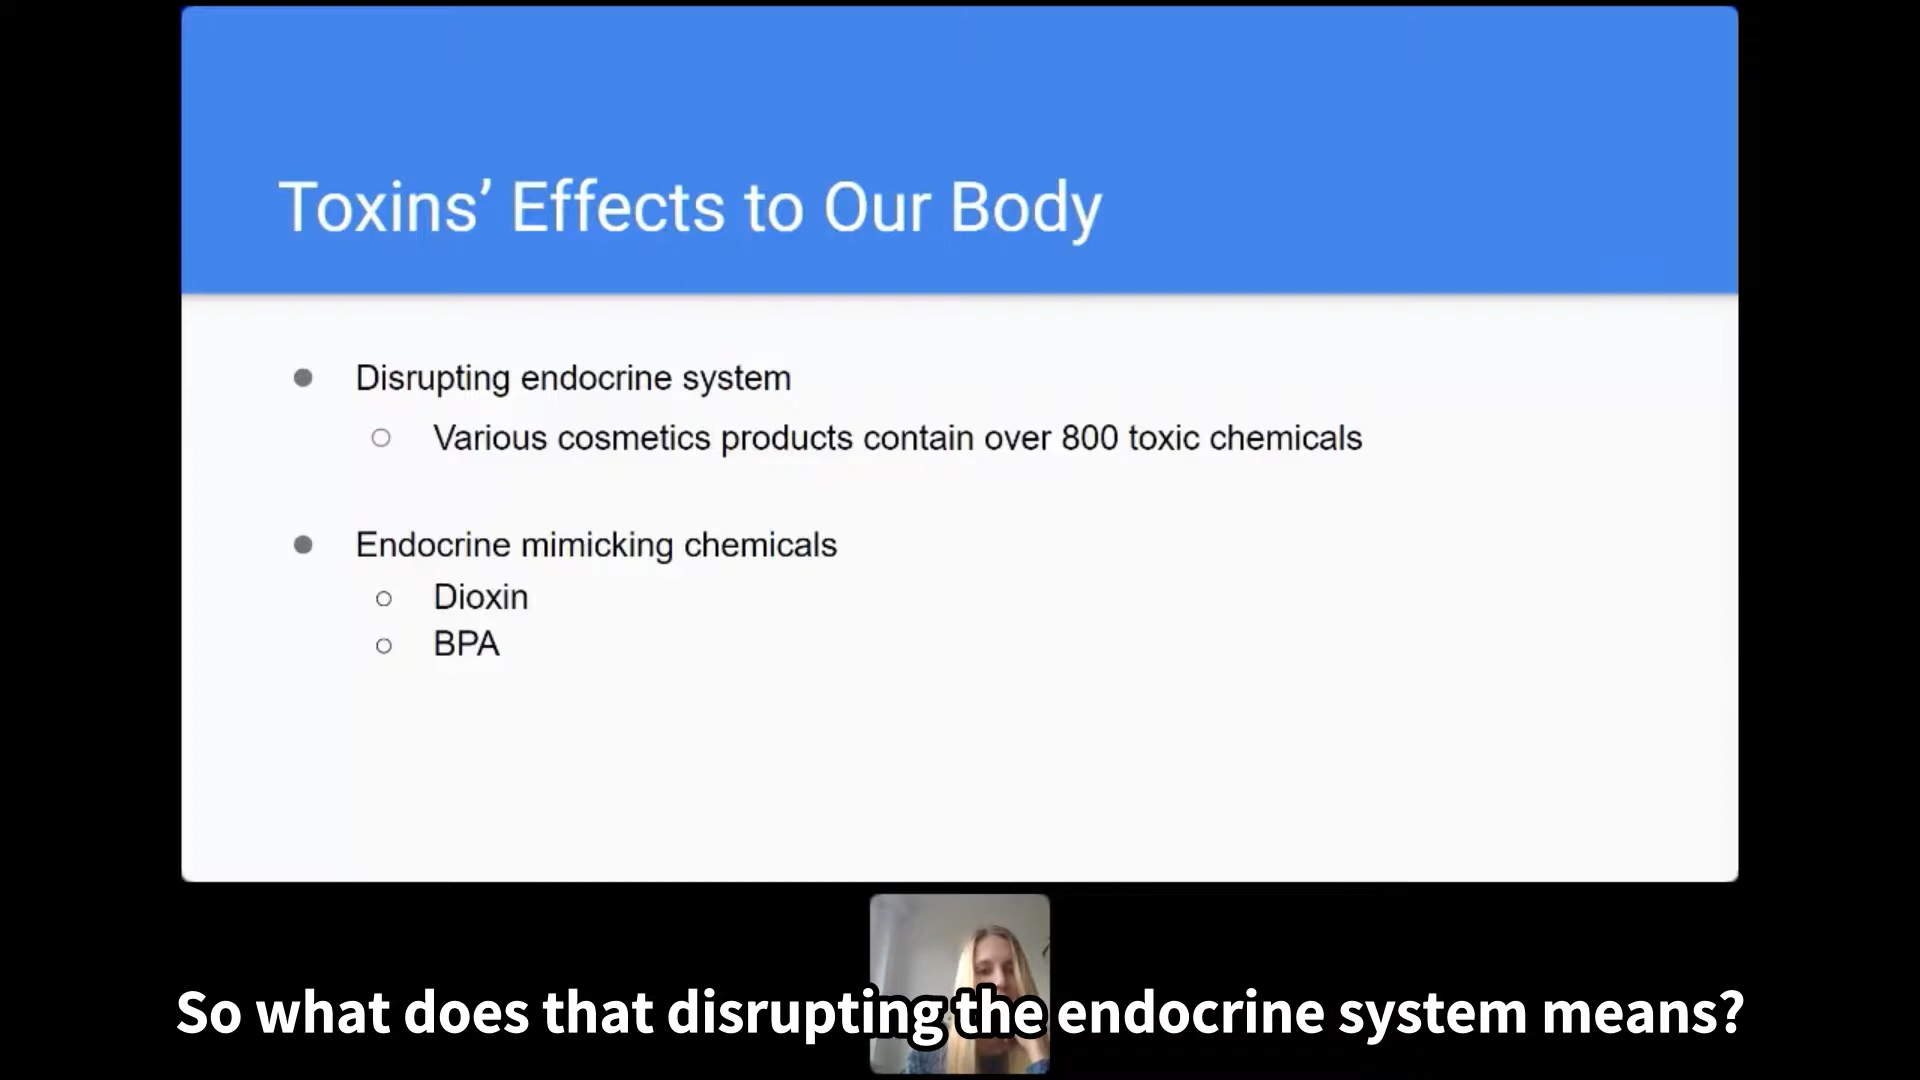 Toxins’ Effects to Our Body
● Disrupting endocrine system
○ Various cosmetics products contain over 800 toxic chemicals
● Endocrine mimicking chemicals
○ Dioxin
○ BPA
So what does that disrupting the endocrine system means?